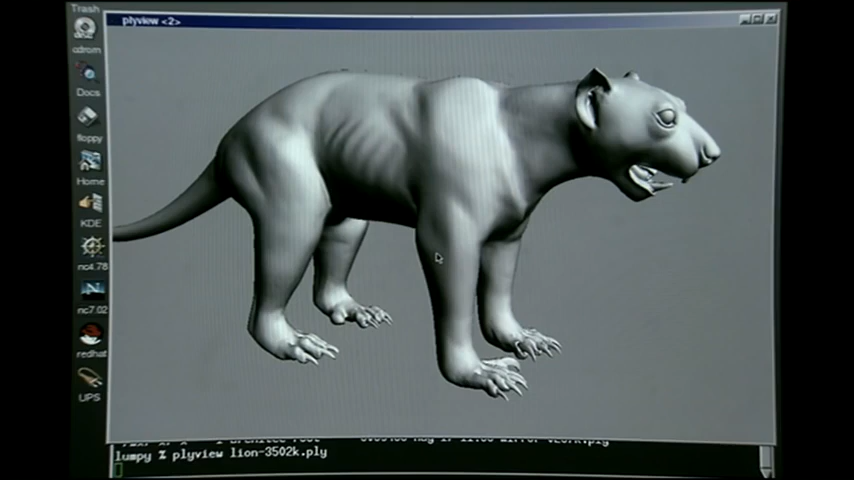 Trash
plyview <2>
cdrom
Docs
floppy
Home
KDE
nc4.78
nc7.02
redhat
UPS
lumpy % plyview lion-3502k.ply